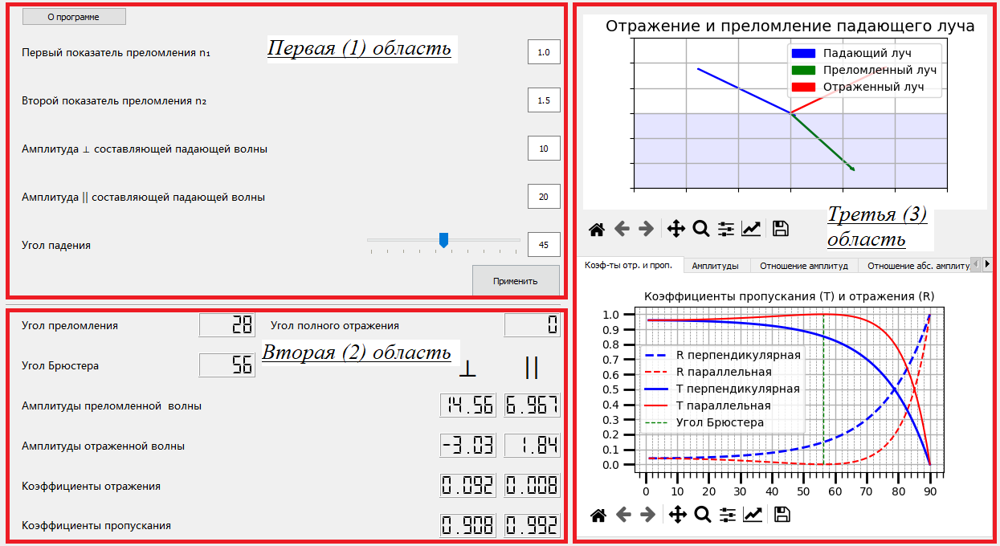 О программе
Первая (1) область
Первый показатель преломления n₁ 1.0
Второй показатель преломления n₂ 1.5
Амплитуда ⊥ составляющей падающей волны 10
Амплитуда || составляющей падающей волны 20
Угол падения 45
Применить
Угол преломления 28 Угол полного отражения 0
Вторая (2) область
Угол Брюстера 56 ⊥ ||
Амплитуды преломленной волны 14.56 6.967
Амплитуды отраженной волны -3.03 1.84
Коэффициенты отражения 0.092 0.008
Коэффициенты пропускания 0.908 0.992
Отражение и преломление падающего луча
Падающий луч
Преломленный луч
Отраженный луч
Третья (3)
область
Коэф-ты отр. и проп. Амплитуды Отношение амплитуд Отношение абс. амплиту
Коэффициенты пропускания (T) и отражения (R)
1.0
0.9
0.8
0.7
0.6
0.5
0.4
0.3
0.2
0.1
0.0
R перпендикулярная
R параллельная
T перпендикулярная
T параллельная
Угол Брюстера
0 10 20 30 40 50 60 70 80 90